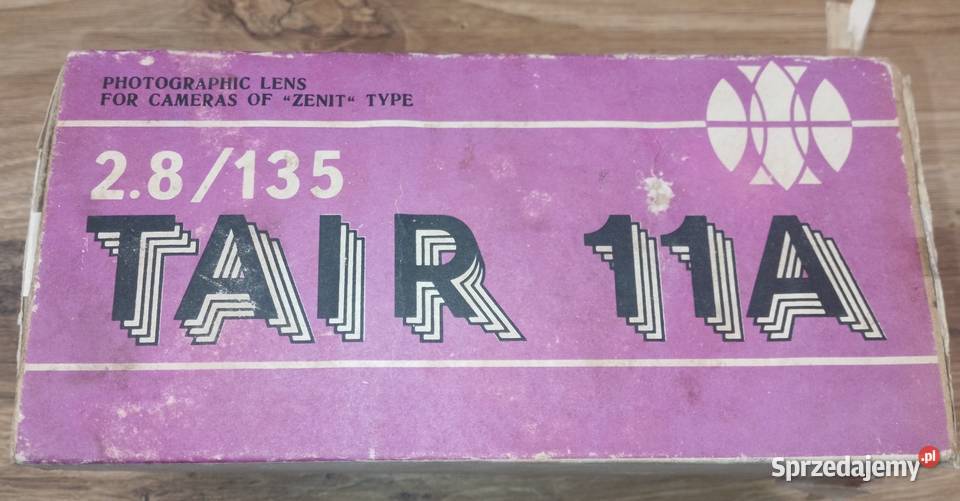 PHOTOGRAPHIC LENS
FOR CAMERAS OF “ZENIT“ TYPE
2.8/135
TAIR 11A
Sprzedajemy.pl